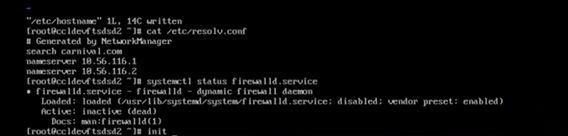 ~
"/etc/hostname" 1L, 14C written
[root@ccldevftsdsd2 ~]# cat /etc/resolv.conf
# Generated by NetworkManager
search carnival.com
nameserver 10.56.116.1
nameserver 10.56.116.2
[root@ccldevftsdsd2 ~]# systemctl status firewalld.service
* firewalld.service - firewalld - dynamic firewall daemon
   Loaded: loaded (/usr/lib/systemd/system/firewalld.service; disabled; vendor preset: enabled)
   Active: inactive (dead)
     Docs: man:firewalld(1)
[root@ccldevftsdsd2 ~]# init _